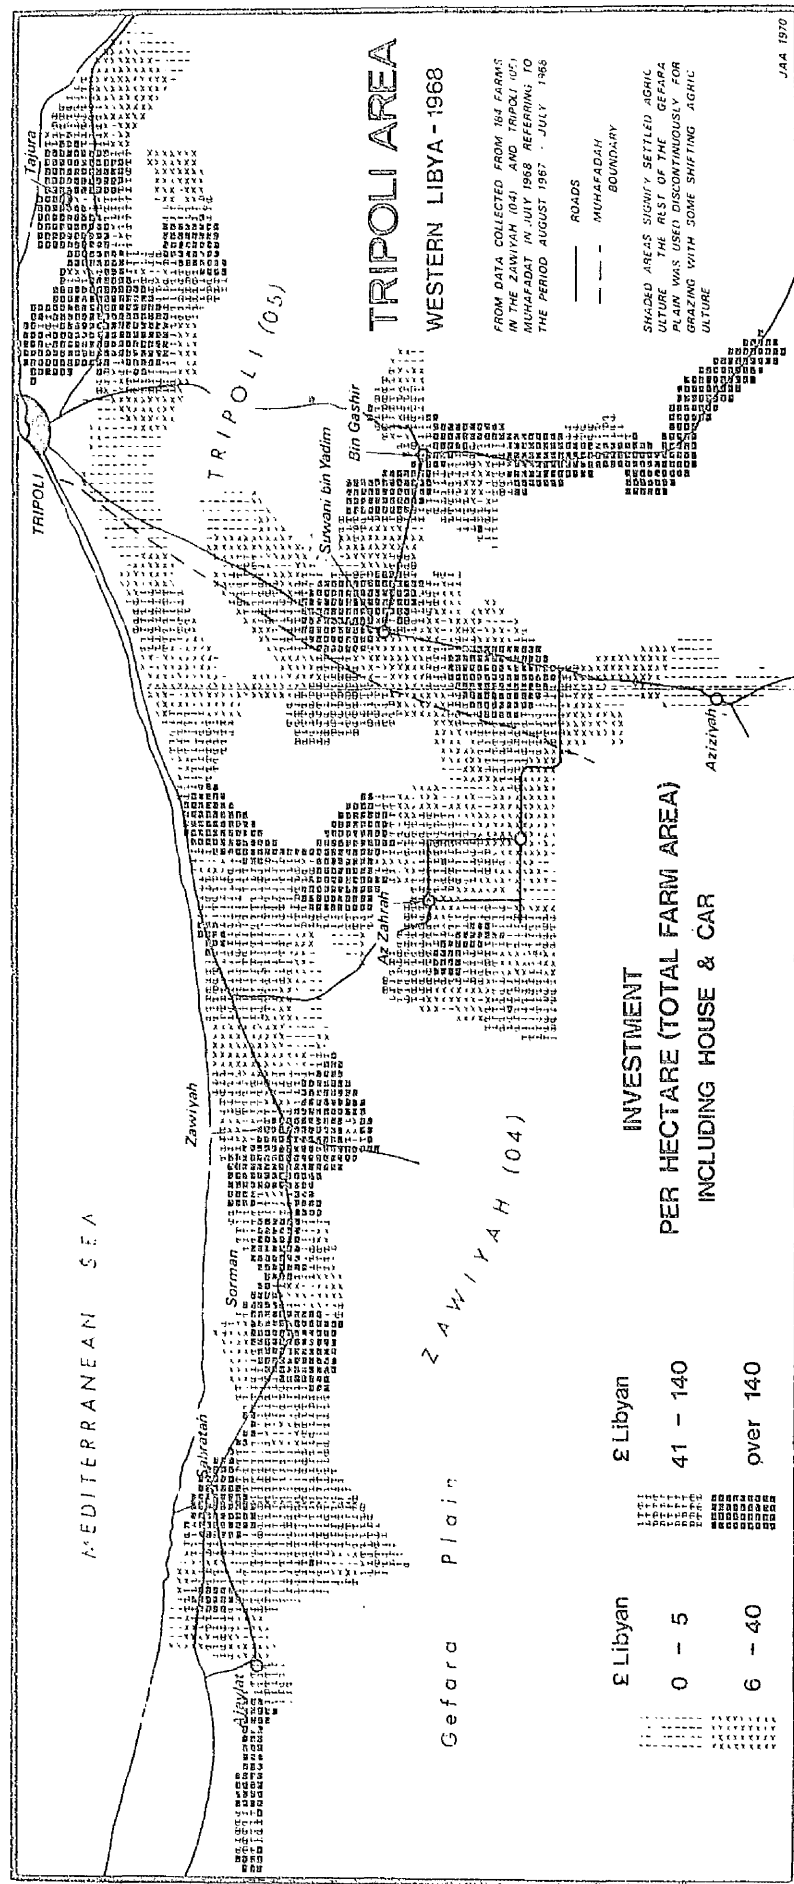 TRIPOLI AREA
WESTERN LIBYA - 1968
FROM DATA COLLECTED FROM 184 FARMS
IN THE ZAWIYAH (04) AND TRIPOLI (05)
MUHAFADAT IN JULY 1968 REFERRING TO
THE PERIOD AUGUST 1967 - JULY 1968
ROADS
MUHAFADAH
BOUNDARY
SHADED AREAS SIGNIFY SETTLED AGRIC
ULTURE THE REST OF THE GEFARA
PLAIN WAS USED DISCONTINUOUSLY FOR
GRAZING WITH SOME SHIFTING AGRIC
ULTURE
JAA 1970
MEDITERRANEAN SEA
Tajura
TRIPOLI
TRIPOLI (05)
Bin Gashir
Suwani bin Yadim
Zawiyah
Az Zahrah
Aziziyah
Sorman
Sabratah
Ajaylat
ZAWIYAH (04)
Gefara Plain
INVESTMENT
PER HECTARE (TOTAL FARM AREA)
INCLUDING HOUSE & CAR
£ Libyan
0 - 5
6 - 40
£ Libyan
41 - 140
over 140